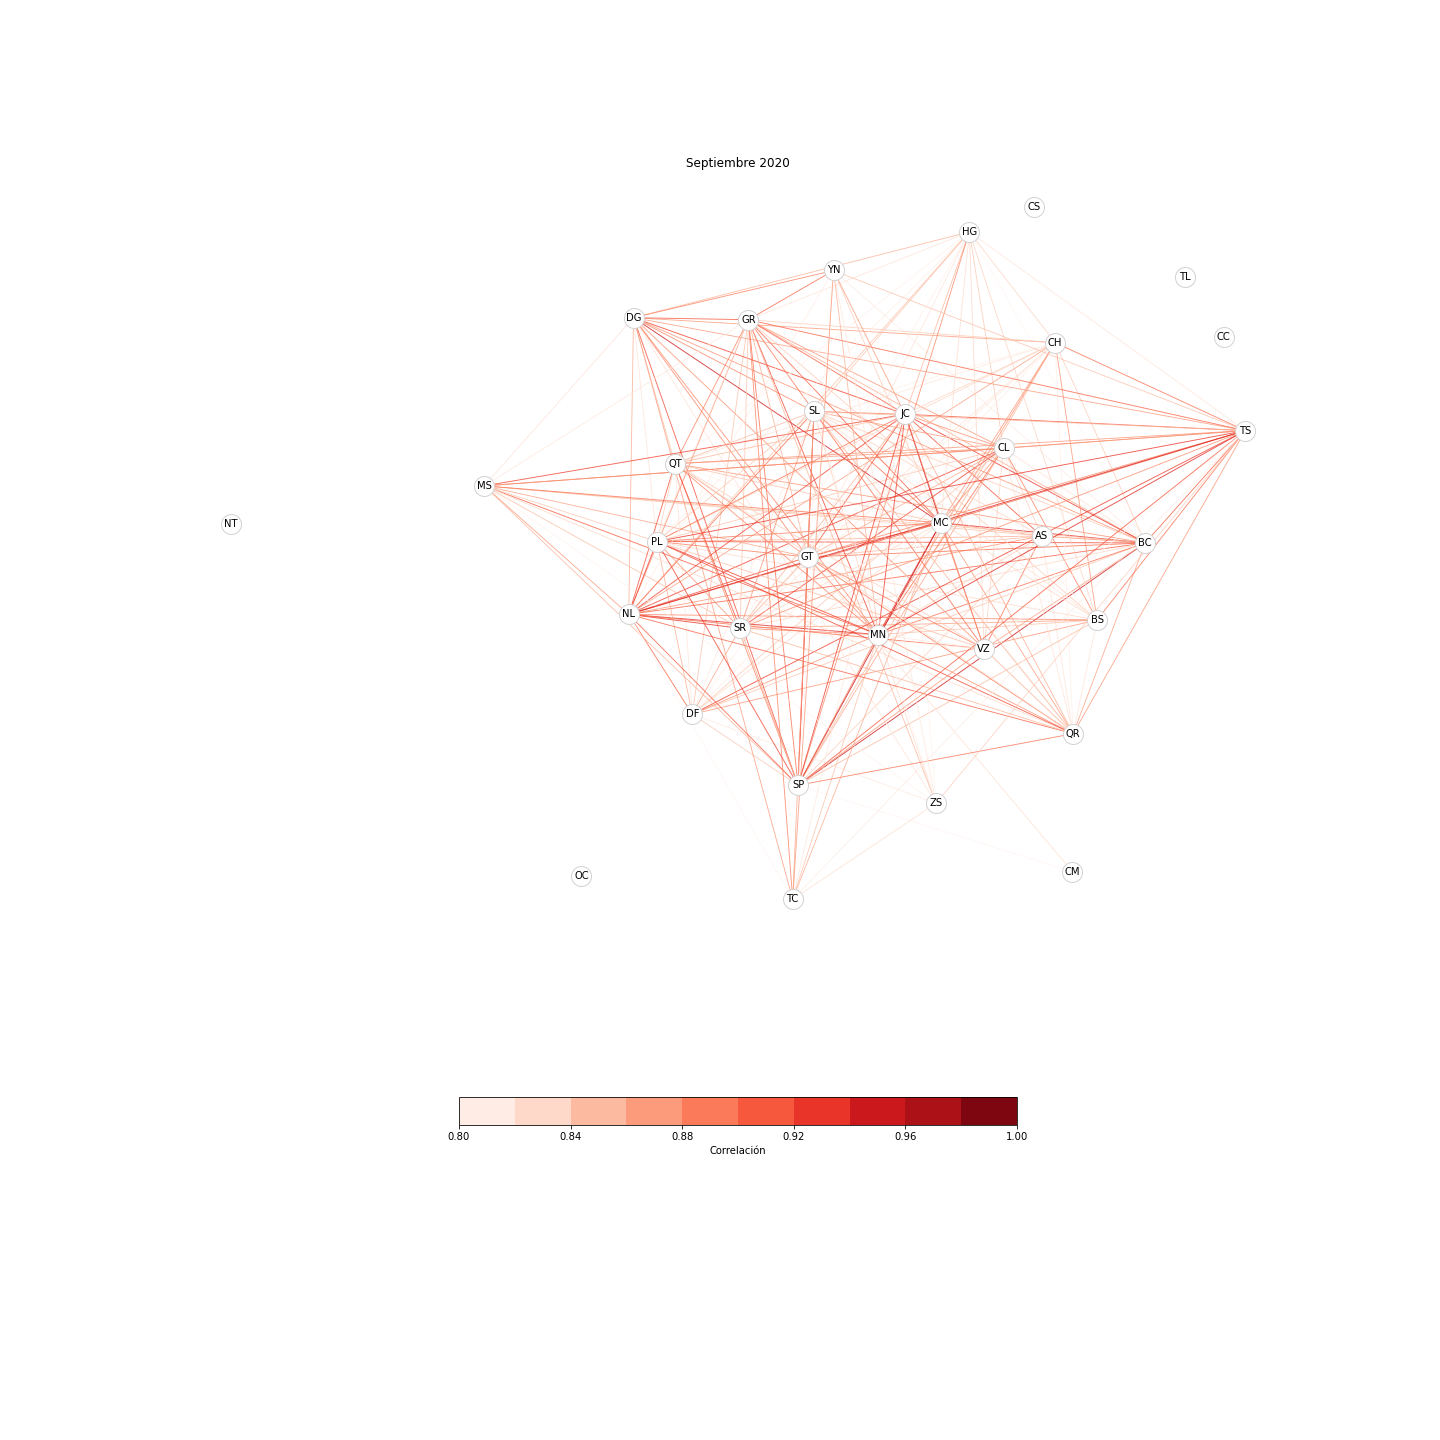 Septiembre 2020
CS
HG
YN
TL
DG
GR
CC
CH
SL
JC
TS
CL
QT
MS
NT
MC
AS
PL
BC
GT
NL
BS
SR
MN
VZ
DF
QR
SP
ZS
CM
OC
TC
0.80 0.84 0.88 0.92 0.96 1.00
Correlación